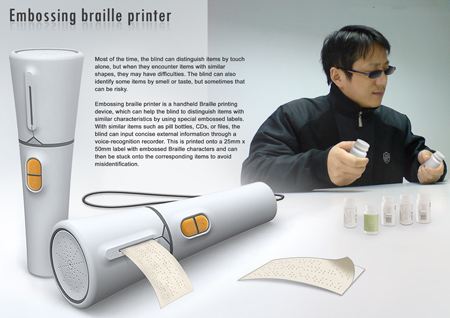 Embossing braille printer
Most of the time, the blind can distinguish items by touch
alone, but when they encounter items with similar
shapes, they may have difficulties. The blind can also
identify some items by smell or taste, but sometimes that
can be risky.
Embossing braille printer is a handheld Braille printing
device, which can help the blind to distinguish items with
similar characteristics by using special embossed labels.
With similar items such as pill bottles, CDs, or files, the
blind can input concise external information through a
voice-recognition recorder. This is printed onto a 25mm x
50mm label with embossed Braille characters and can
then be stuck onto the corresponding items to avoid
misidentification.